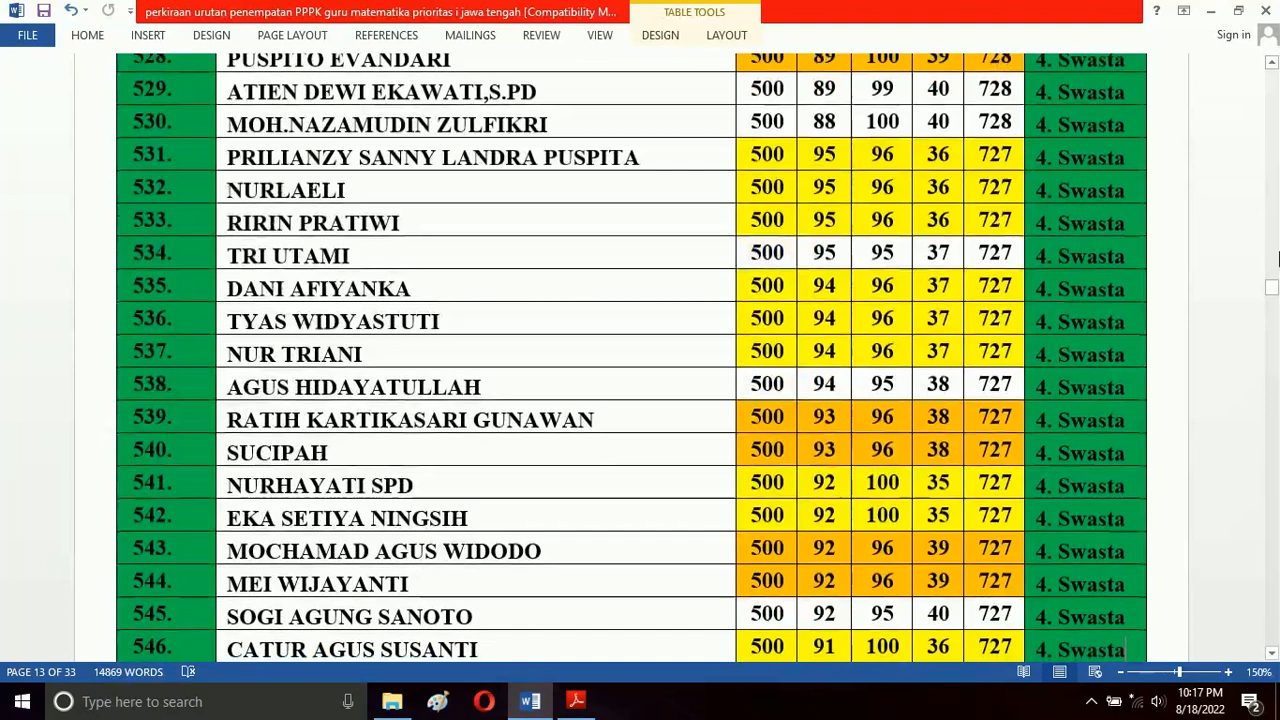 perkiraan urutan penempatan PPPK guru matematika prioritas i jawa tengah [Compatibility M... TABLE TOOLS ?
FILE HOME INSERT DESIGN PAGE LAYOUT REFERENCES MAILINGS REVIEW VIEW DESIGN LAYOUT Sign in
528. PUSPITO EVANDARI 500 89 100 39 728 4. Swasta
529. ATIEN DEWI EKAWATI,S.PD 500 89 99 40 728 4. Swasta
530. MOH.NAZAMUDIN ZULFIKRI 500 88 100 40 728 4. Swasta
531. PRILIANZY SANNY LANDRA PUSPITA 500 95 96 36 727 4. Swasta
532. NURLAELI 500 95 96 36 727 4. Swasta
533. RIRIN PRATIWI 500 95 96 36 727 4. Swasta
534. TRI UTAMI 500 95 95 37 727 4. Swasta
535. DANI AFIYANKA 500 94 96 37 727 4. Swasta
536. TYAS WIDYASTUTI 500 94 96 37 727 4. Swasta
537. NUR TRIANI 500 94 96 37 727 4. Swasta
538. AGUS HIDAYATULLAH 500 94 95 38 727 4. Swasta
539. RATIH KARTIKASARI GUNAWAN 500 93 96 38 727 4. Swasta
540. SUCIPAH 500 93 96 38 727 4. Swasta
541. NURHAYATI SPD 500 92 100 35 727 4. Swasta
542. EKA SETIYA NINGSIH 500 92 100 35 727 4. Swasta
543. MOCHAMAD AGUS WIDODO 500 92 96 39 727 4. Swasta
544. MEI WIJAYANTI 500 92 96 39 727 4. Swasta
545. SOGI AGUNG SANOTO 500 92 95 40 727 4. Swasta
546. CATUR AGUS SUSANTI 500 91 100 36 727 4. Swasta
PAGE 13 OF 33 14869 WORDS 150%
Type here to search 10:17 PM
8/18/2022 2